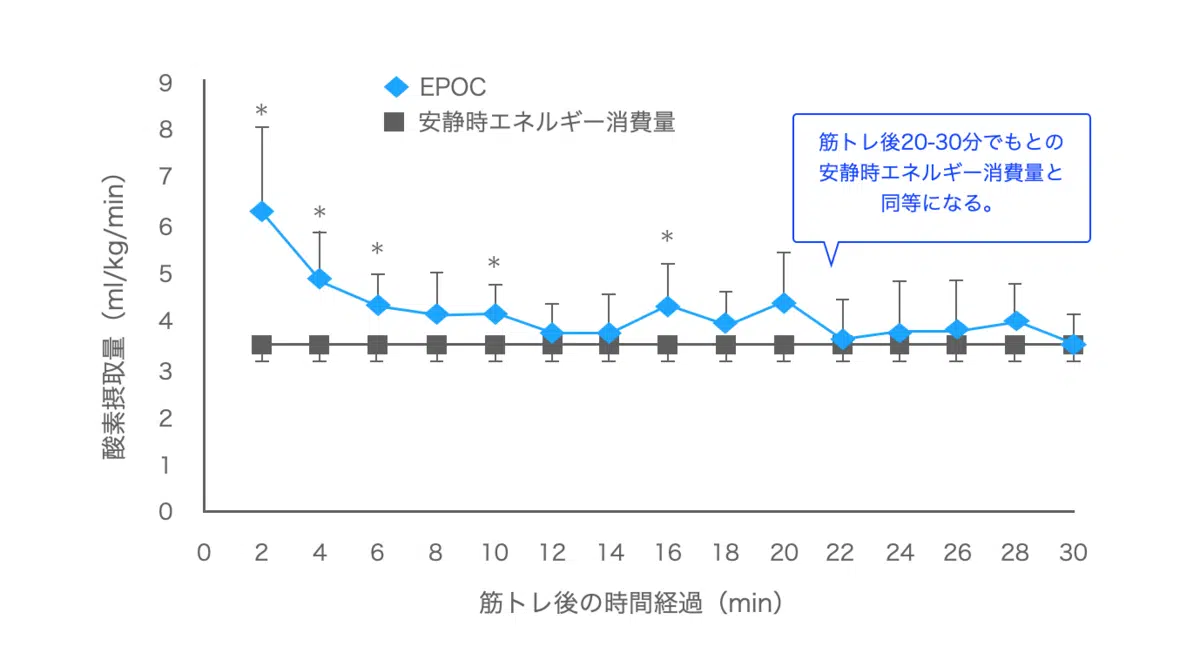 EPOC
安静時エネルギー消費量
筋トレ後20-30分でもとの
安静時エネルギー消費量と
同等になる。
酸素摂取量（ml/kg/min）
9
8
7
6
5
4
3
2
1
0
*
*
*
*
*
0 2 4 6 8 10 12 14 16 18 20 22 24 26 28 30
筋トレ後の時間経過（min）